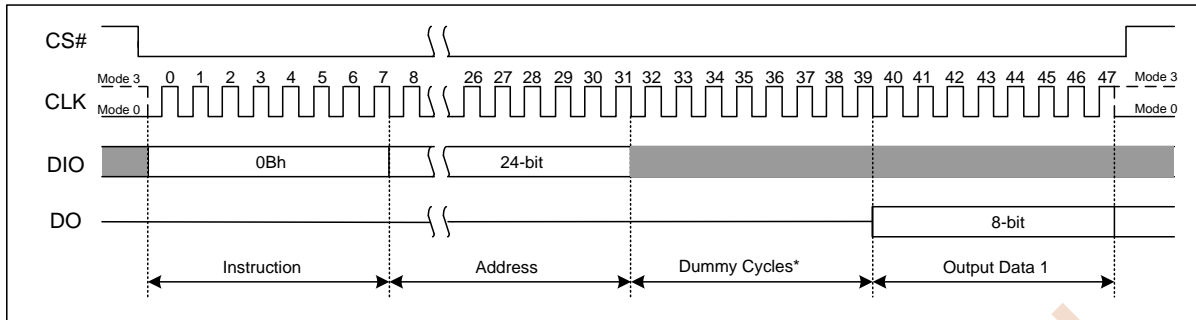 CS#
Mode 3 0 1 2 3 4 5 6 7 8 26 27 28 29 30 31 32 33 34 35 36 37 38 39 40 41 42 43 44 45 46 47 Mode 3
CLK
Mode 0 Mode 0
DIO 0Bh 24-bit
DO 8-bit
Instruction Address Dummy Cycles* Output Data 1